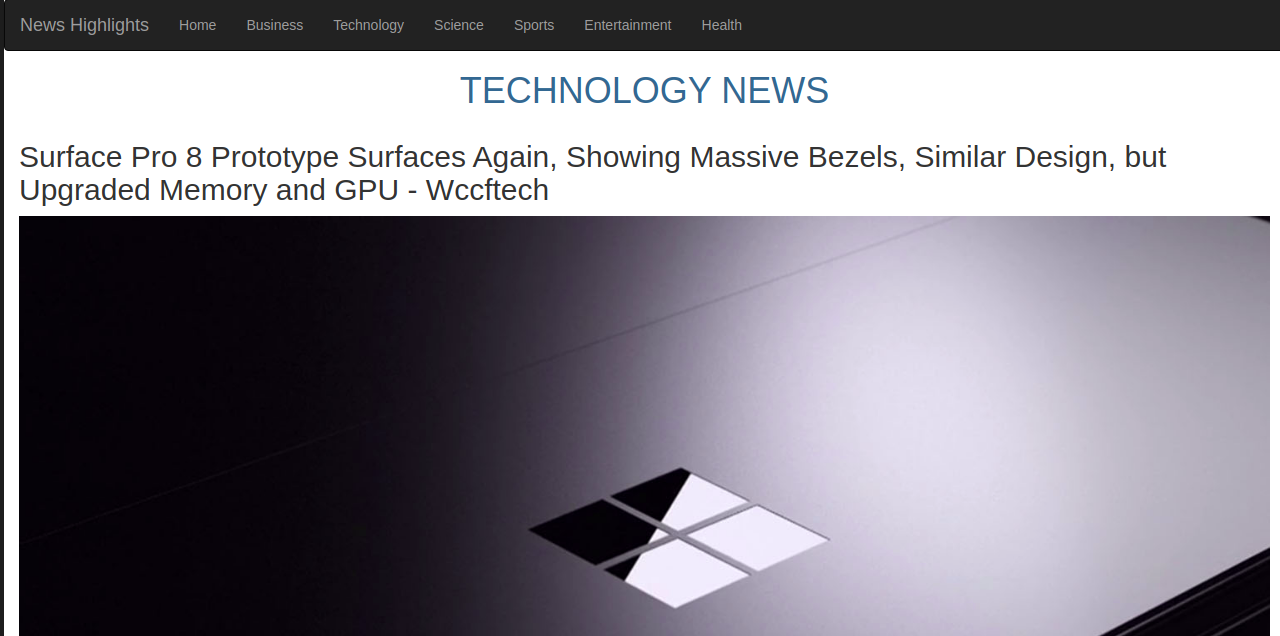 News Highlights Home Business Technology Science Sports Entertainment Health
TECHNOLOGY NEWS
Surface Pro 8 Prototype Surfaces Again, Showing Massive Bezels, Similar Design, but
Upgraded Memory and GPU - Wccftech